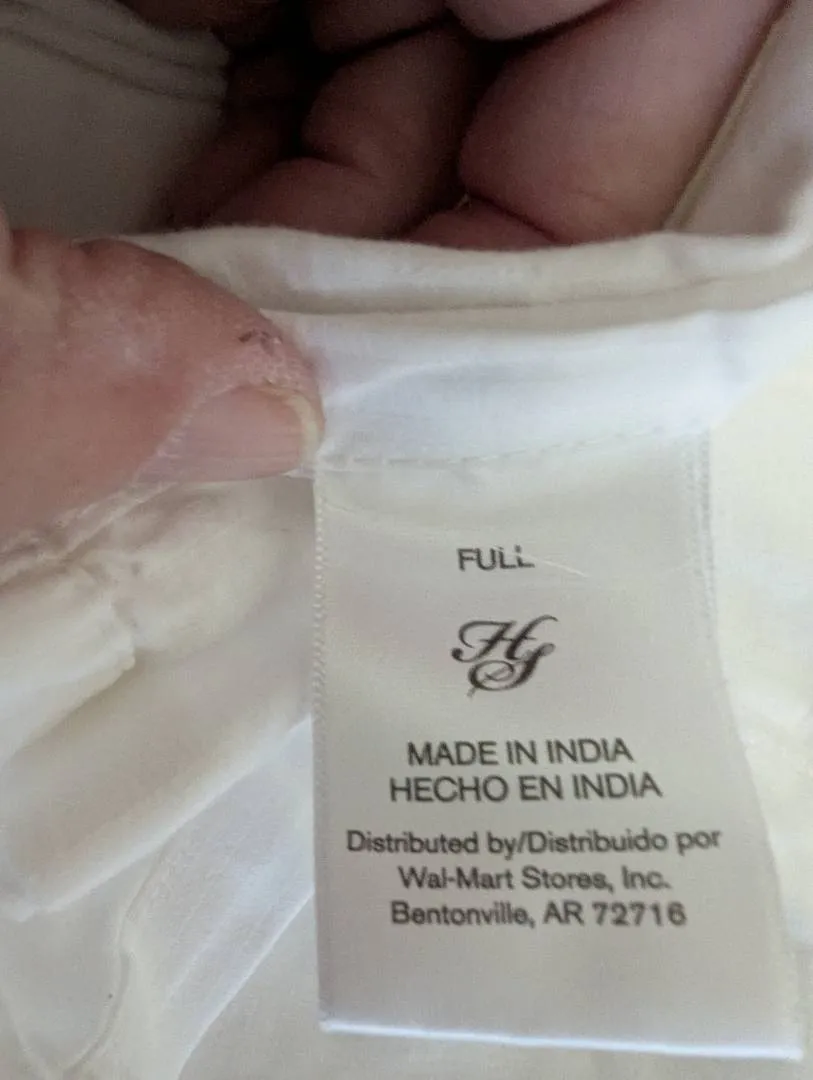 FULL
HS
MADE IN INDIA
HECHO EN INDIA
Distributed by/Distribuido por
Wal-Mart Stores, Inc.
Bentonville, AR 72716